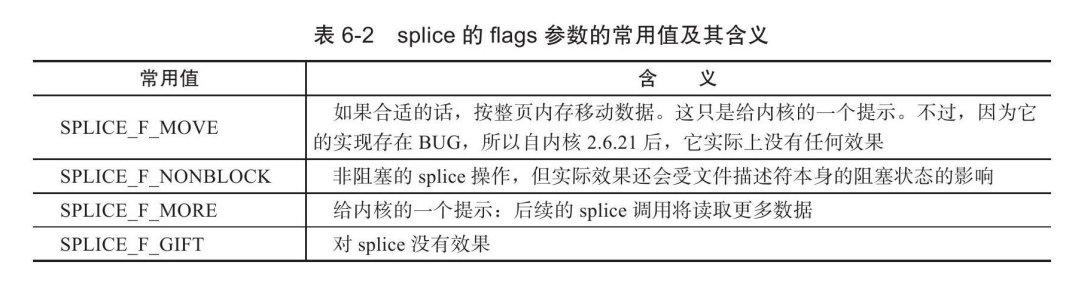 表 6-2 splice 的 flags 参数的常用值及其含义
常用值 含 义
SPLICE_F_MOVE 如果合适的话，按整页内存移动数据。这只是给内核的一个提示。不过，因为它
的实现存在 BUG，所以自内核 2.6.21 后，它实际上没有任何效果
SPLICE_F_NONBLOCK 非阻塞的 splice 操作，但实际效果还会受文件描述符本身的阻塞状态的影响
SPLICE_F_MORE 给内核的一个提示：后续的 splice 调用将读取更多数据
SPLICE_F_GIFT 对 splice 没有效果